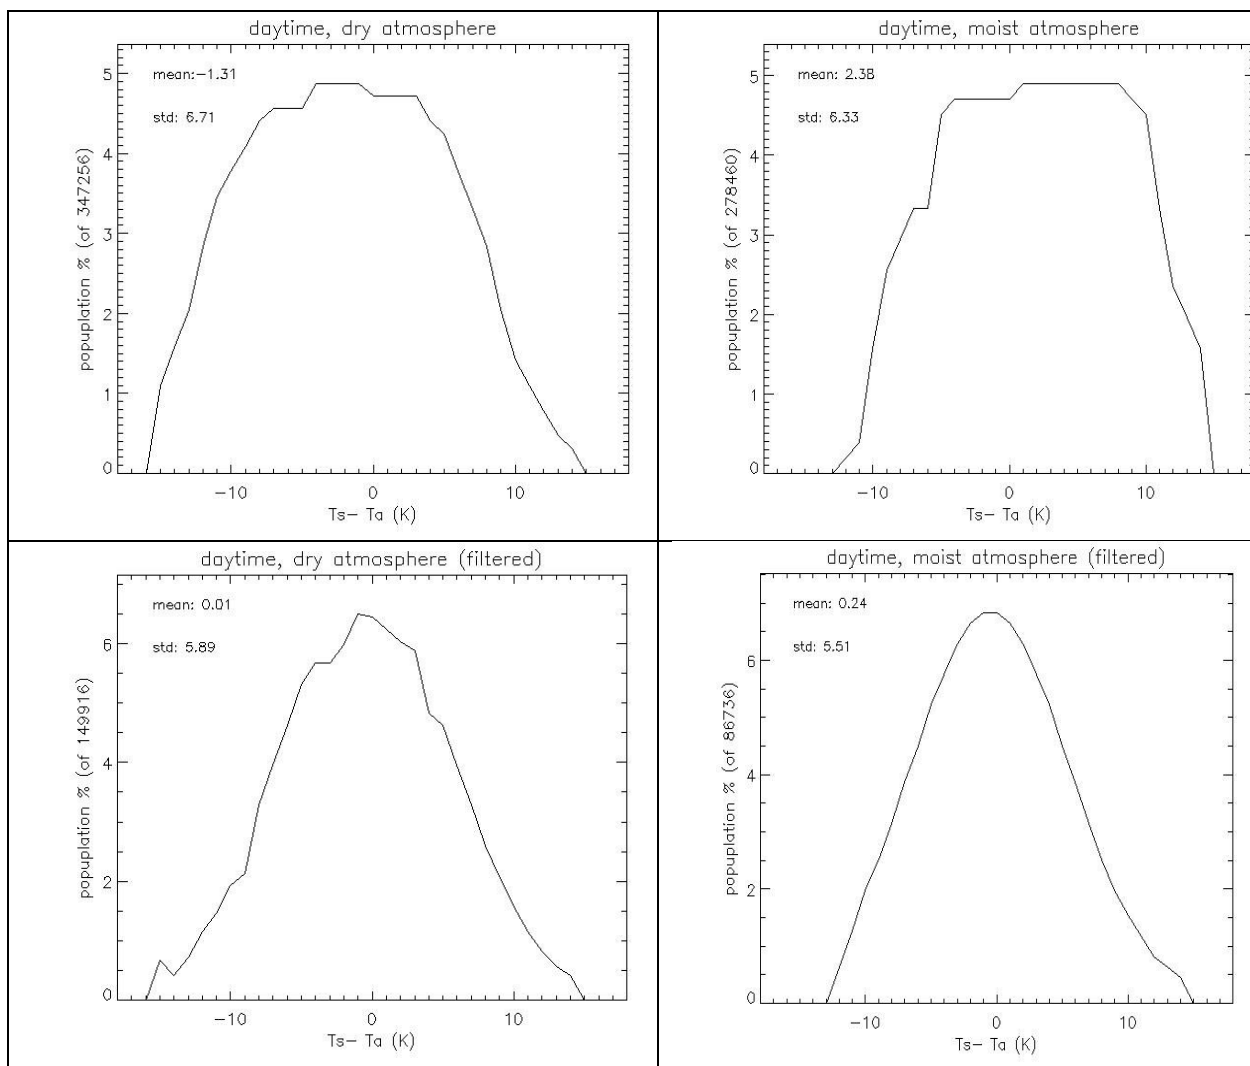 daytime, dry atmosphere
mean:-1.31
std: 6.71
popuplation % (of 347256)
5
4
3
2
1
0
-10 0 10
Ts- Ta (K)
daytime, moist atmosphere
mean: 2.38
std: 6.33
popuplation % (of 278460)
5
4
3
2
1
0
-10 0 10
Ts- Ta (K)
daytime, dry atmosphere (filtered)
mean: 0.01
std: 5.89
popuplation % (of 149916)
6
4
2
0
-10 0 10
Ts- Ta (K)
daytime, moist atmosphere (filtered)
mean: 0.24
std: 5.51
popuplation % (of 86736)
6
4
2
0
-10 0 10
Ts- Ta (K)